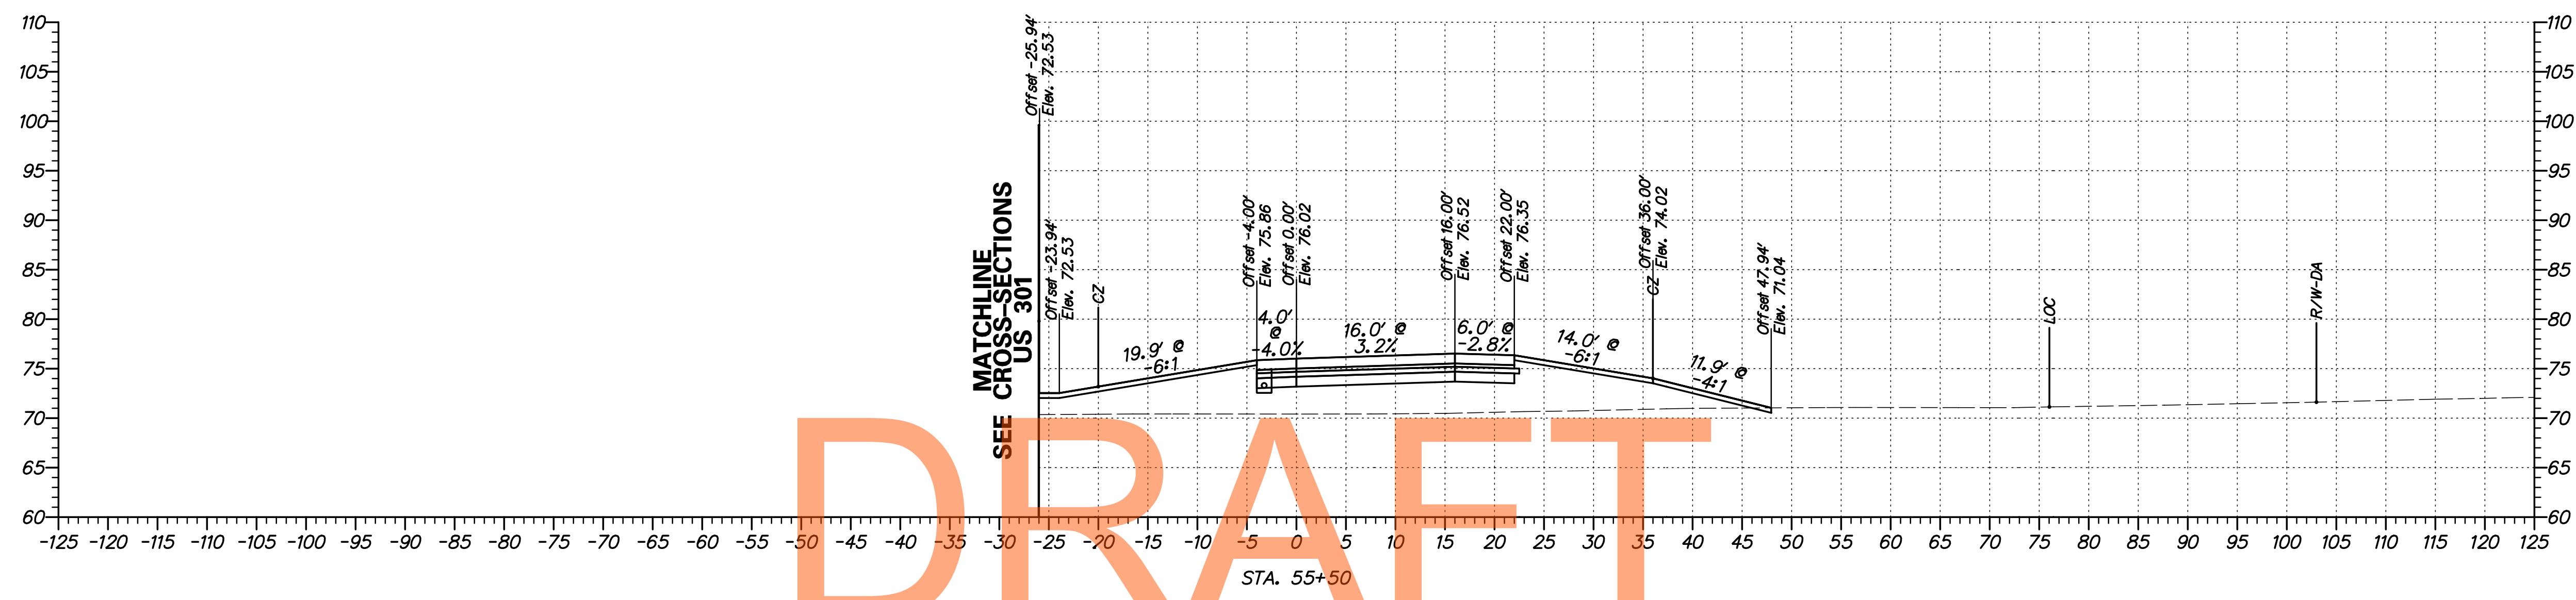 110
105
100
95
90
85
80
75
70
65
60
MATCHLINE
SEE CROSS-SECTIONS
US 301
Offset -25.94'
Elev. 72.53
Offset -23.94'
Elev. 72.53
CZ
19.9' @
-6:1
Offset -4.00'
Elev. 75.86
Offset 0.00'
Elev. 76.02
4.0'
@
-4.0%
16.0' @
3.2%
Offset 16.00'
Elev. 76.52
Offset 22.00'
Elev. 76.35
6.0' @
-2.8%
14.0' @
-6:1
CZ
Offset 36.00'
Elev. 74.02
11.9' @
-4:1
Offset 47.94'
Elev. 71.04
LOC
R/W-DA
110
105
100
95
90
85
80
75
70
65
60
-125 -120 -115 -110 -105 -100 -95 -90 -85 -80 -75 -70 -65 -60 -55 -50 -45 -40 -35 -30 -25 -20 -15 -10 -5 0 5 10 15 20 25 30 35 40 45 50 55 60 65 70 75 80 85 90 95 100 105 110 115 120 125
STA. 55+50
DRAFT